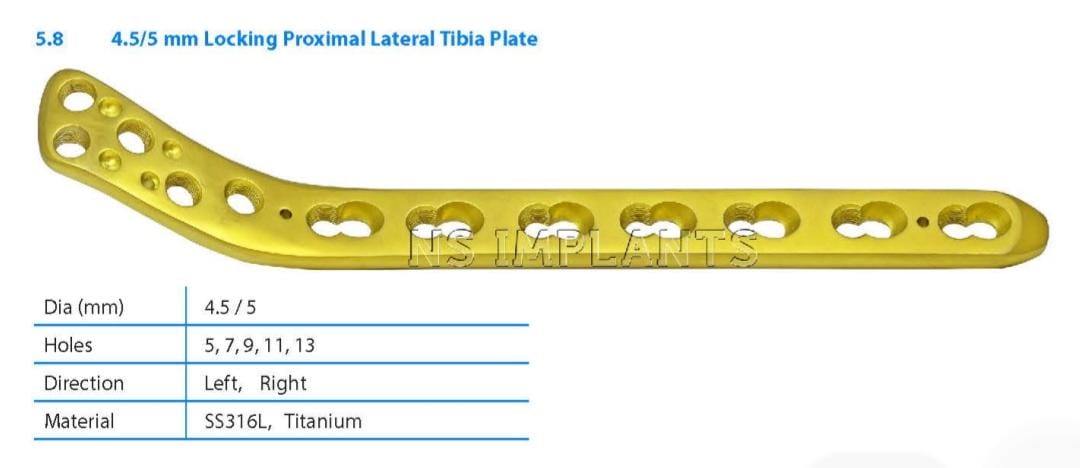 5.8 4.5/5 mm Locking Proximal Lateral Tibia Plate
NS IMPLANTS
Dia (mm) 4.5 / 5
Holes 5, 7, 9, 11, 13
Direction Left, Right
Material SS316L, Titanium